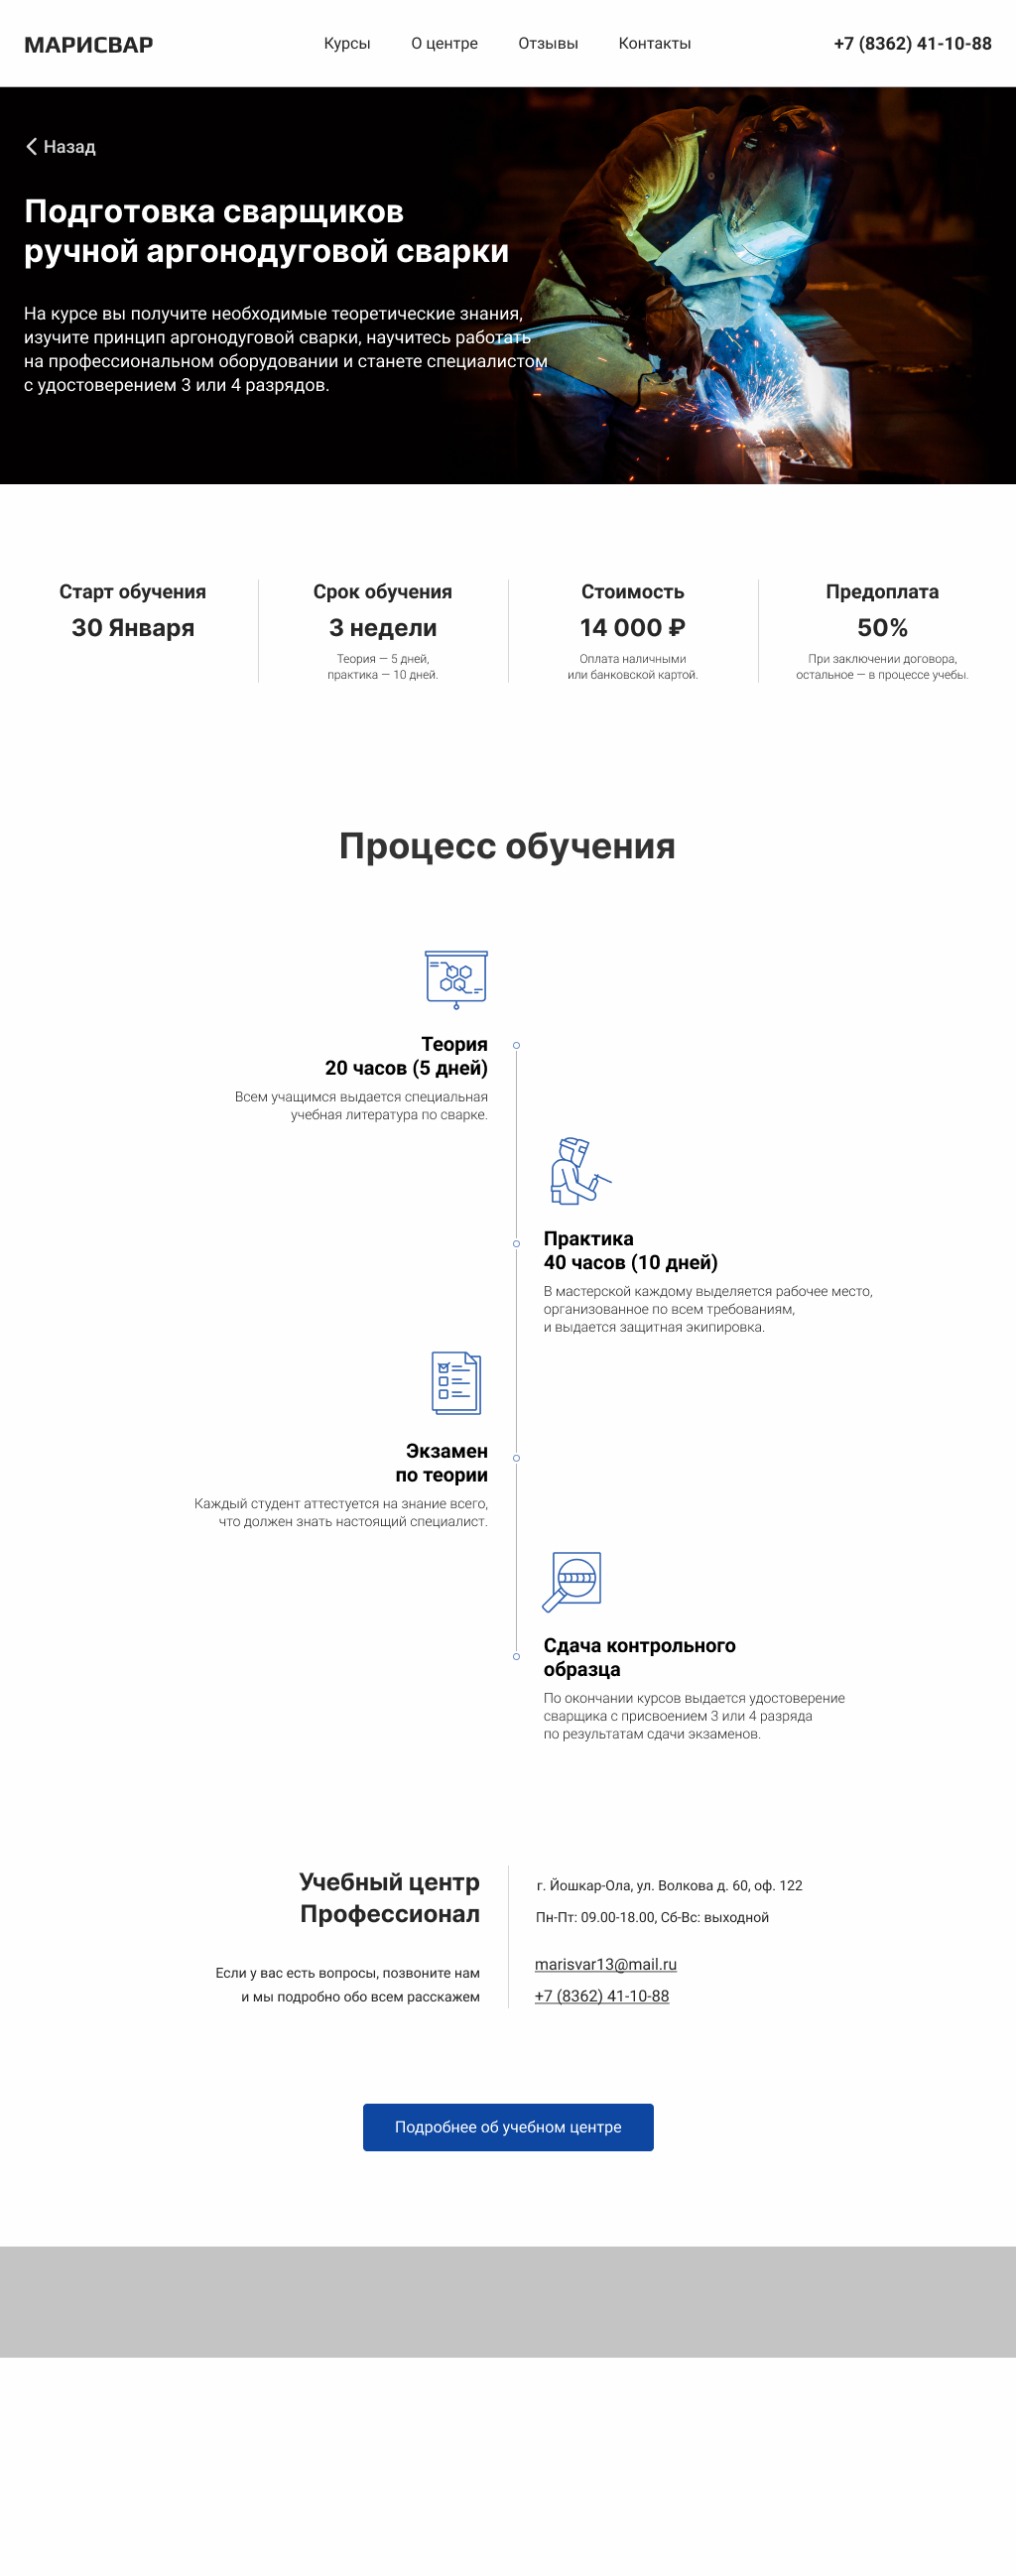 МАРИСВАР
Курсы
О центре
Отзывы
Контакты
+7 (8362) 41-10-88
Назад
Подготовка сварщиков
ручной аргонодуговой сварки
На курсе вы получите необходимые теоретические знания,
изучите принцип аргонодуговой сварки, научитесь работать
на профессиональном оборудовании и станете специалистом
с удостоверением 3 или 4 разрядов.
Старт обучения
30 Января
Срок обучения
3 недели
Теория — 5 дней,
практика — 10 дней.
Стоимость
14 000 ₽
Оплата наличными
или банковской картой.
Предоплата
50%
При заключении договора,
остальное — в процессе учебы.
Процесс обучения
Теория
20 часов (5 дней)
Всем учащимся выдается специальная
учебная литература по сварке.
Практика
40 часов (10 дней)
В мастерской каждому выделяется рабочее место,
организованное по всем требованиям,
и выдается защитная экипировка.
Экзамен
по теории
Каждый студент аттестуется на знание всего,
что должен знать настоящий специалист.
Сдача контрольного
образца
По окончании курсов выдается удостоверение
сварщика с присвоением 3 или 4 разряда
по результатам сдачи экзаменов.
Учебный центр
Профессионал
Если у вас есть вопросы, позвоните нам
и мы подробно обо всем расскажем
г. Йошкар-Ола, ул. Волкова д. 60, оф. 122
Пн-Пт: 09.00-18.00, Сб-Вс: выходной
marisvar13@mail.ru
+7 (8362) 41-10-88
Подробнее об учебном центре